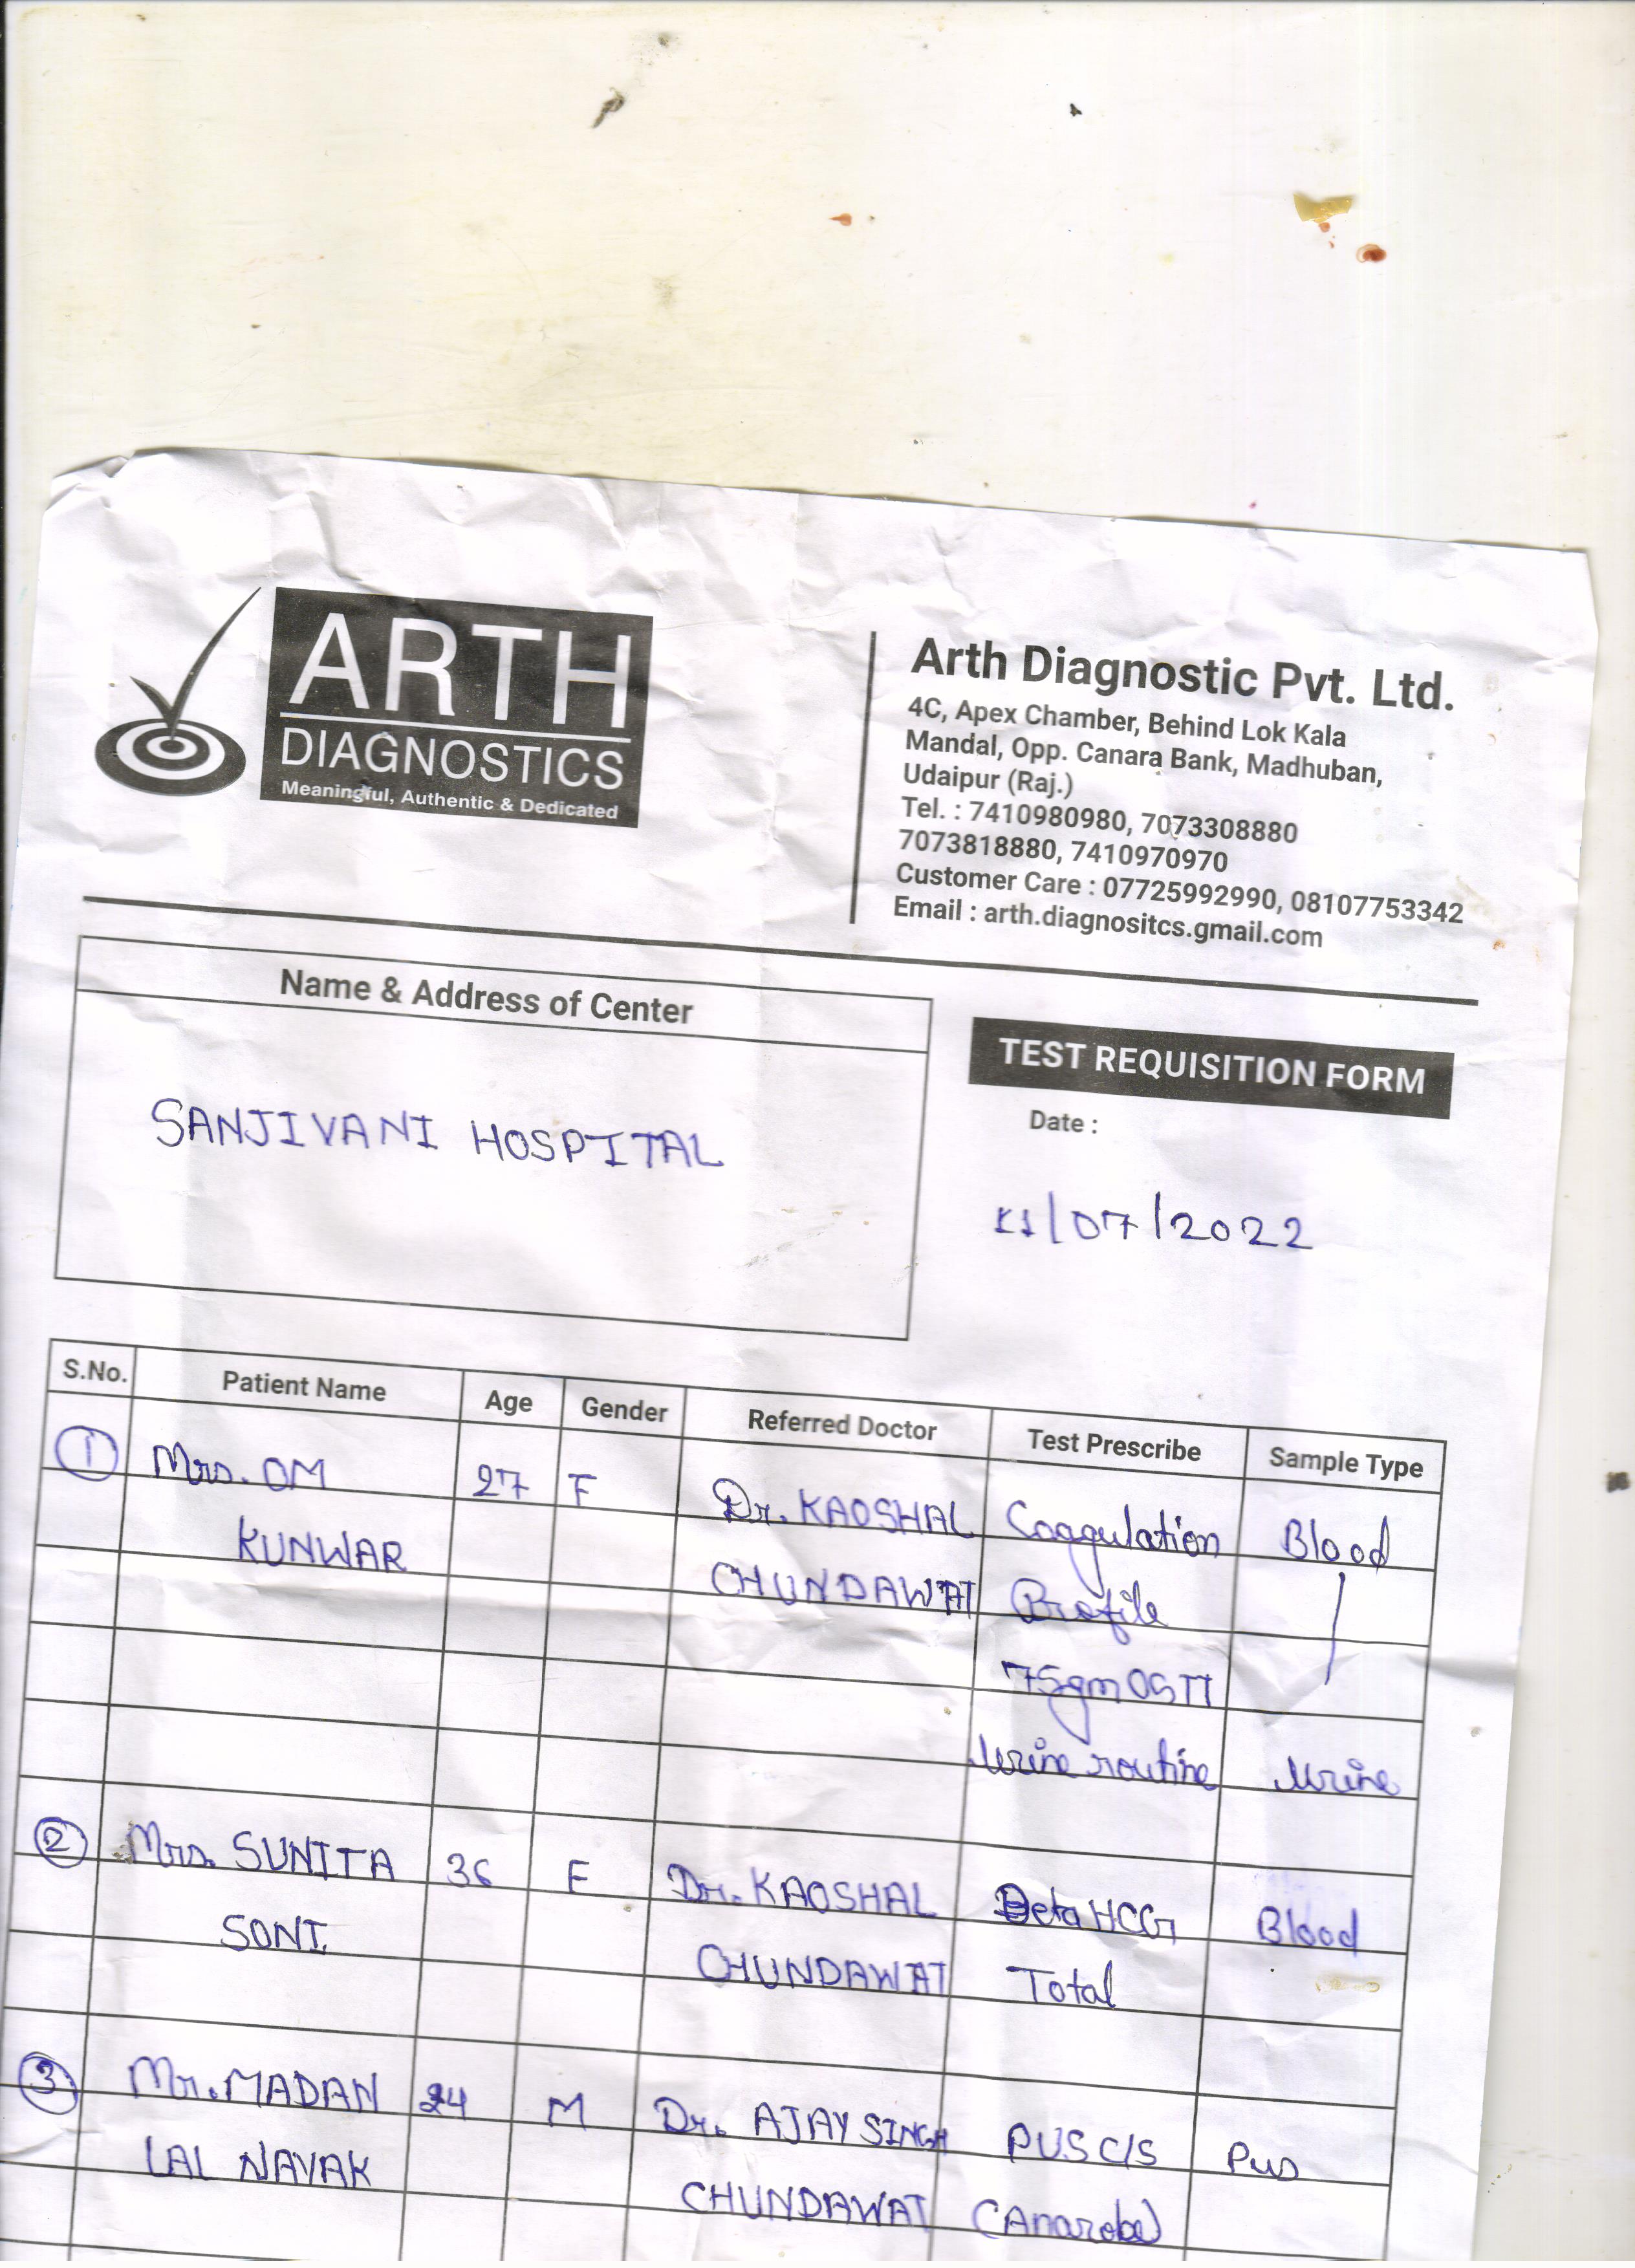 ARTH
DIAGNOSTICS
Meaningful, Authentic & Dedicated
Arth Diagnostic Pvt. Ltd.
4C, Apex Chamber, Behind Lok Kala
Mandal, Opp. Canara Bank, Madhuban,
Udaipur (Raj.)
Tel. : 7410980980, 7073308880
7073818880, 7410970970
Customer Care : 07725992990, 08107753342
Email : arth.diagnositcs.gmail.com
Name & Address of Center
SANJIVANI HOSPITAL
TEST REQUISITION FORM
Date :
11/07/2022
S.No. Patient Name Age Gender Referred Doctor Test Prescribe Sample Type
1 Mrs. OM 27 F Dr. KAOSHAL Coagulation Blood
KUNWAR CHUNDAWAT Profile
75gm OGTT
Urine routine Urine
2 Mrs. SUNITA 36 F Dr. KAOSHAL Beta HCG Blood
SONI CHUNDAWAT Total
3 Mr. MADAN 24 M Dr. AJAY SINGH PUS C/S Pus
LAL NAYAK CHUNDAWAT (Anarobe)